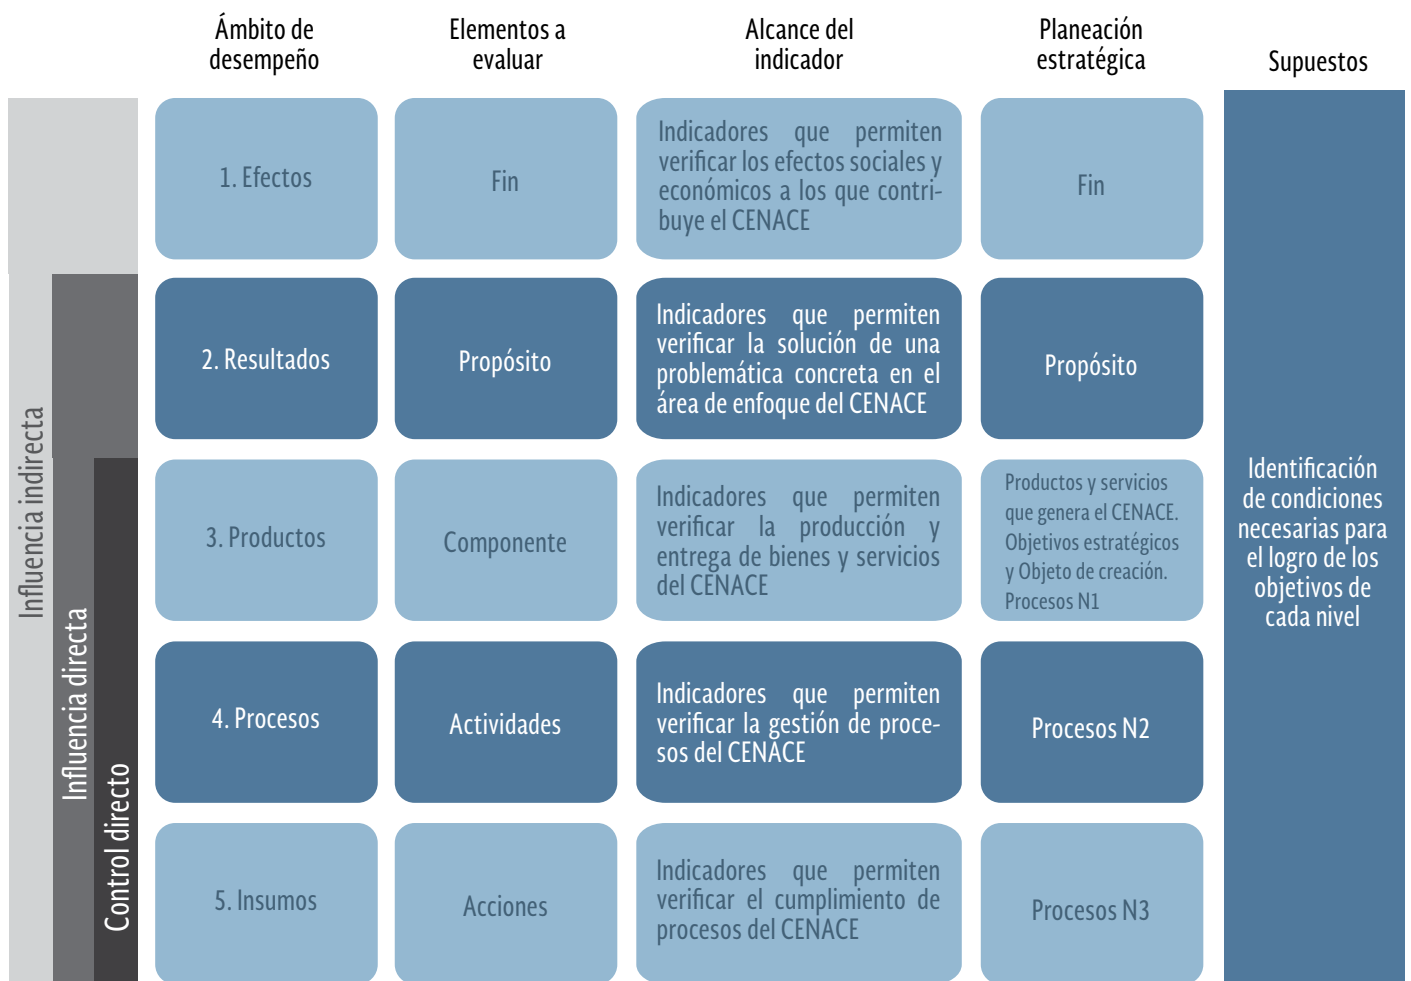 Ámbito de
desempeño
Elementos a
evaluar
Alcance del
indicador
Planeación
estratégica
Supuestos
Influencia indirecta
Influencia directa
Control directo
1. Efectos
Fin
Indicadores que permiten
verificar los efectos sociales y
económicos a los que contri-
buye el CENACE
Fin
2. Resultados
Propósito
Indicadores que permiten
verificar la solución de una
problemática concreta en el
área de enfoque del CENACE
Propósito
3. Productos
Componente
Indicadores que permiten
verificar la producción y
entrega de bienes y servicios
del CENACE
Productos y servicios
que genera el CENACE.
Objetivos estratégicos
y Objeto de creación.
Procesos N1
4. Procesos
Actividades
Indicadores que permiten
verificar la gestión de proce-
sos del CENACE
Procesos N2
5. Insumos
Acciones
Indicadores que permiten
verificar el cumplimiento de
procesos del CENACE
Procesos N3
Identificación
de condiciones
necesarias para
el logro de los
objetivos de
cada nivel